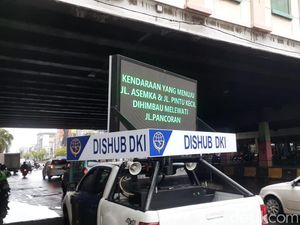 KENDARAAN YANG MENUJU
JL. ASEMKA & JL. PINTU KECIL
DIHIMBAU MELEWATI
JL.PANCORAN
DISHUB DKI
DISHUB DKI